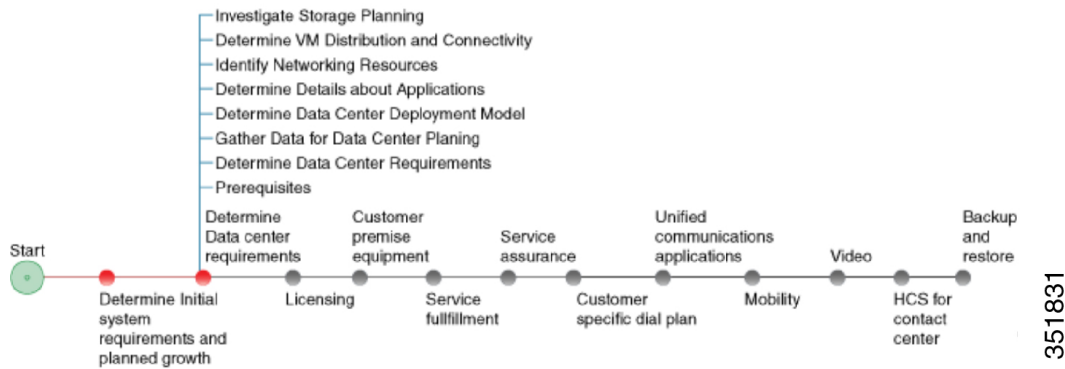 Investigate Storage Planning
Determine VM Distribution and Connectivity
Identify Networking Resources
Determine Details about Applications
Determine Data Center Deployment Model
Gather Data for Data Center Planing
Determine Data Center Requirements
Prerequisites
Start
Determine
Data center
requirements
Customer
premise
equipment
Service
assurance
Unified
communications
applications
Video
Backup
and
restore
Determine Initial
system
requirements and
planned growth
Licensing
Service
fullfillment
Customer
specific dial plan
Mobility
HCS for
contact
center
351831